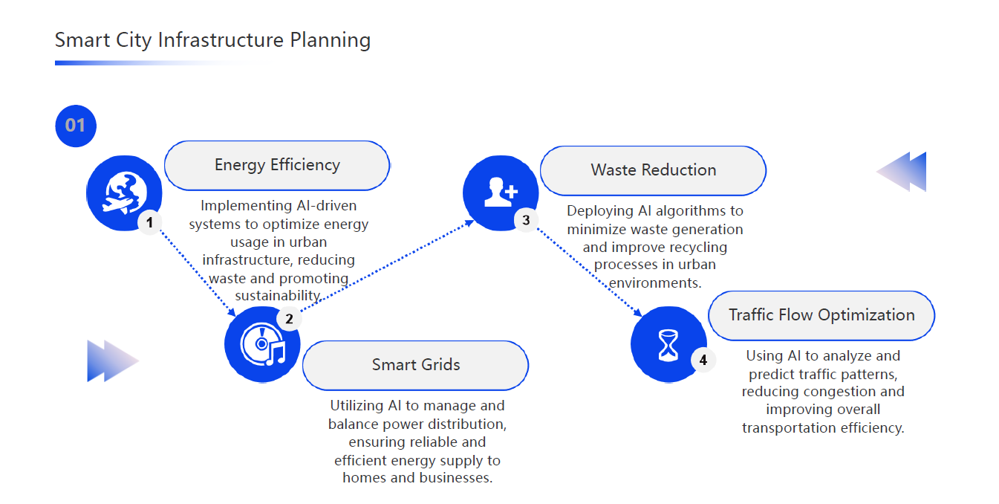 Smart City Infrastructure Planning
01
1
Energy Efficiency
Implementing AI-driven
systems to optimize energy
usage in urban
infrastructure, reducing
waste and promoting
sustainability.
2
Smart Grids
Utilizing AI to manage and
balance power distribution,
ensuring reliable and
efficient energy supply to
homes and businesses.
3
Waste Reduction
Deploying AI algorithms to
minimize waste generation
and improve recycling
processes in urban
environments.
4
Traffic Flow Optimization
Using AI to analyze and
predict traffic patterns,
reducing congestion and
improving overall
transportation efficiency.